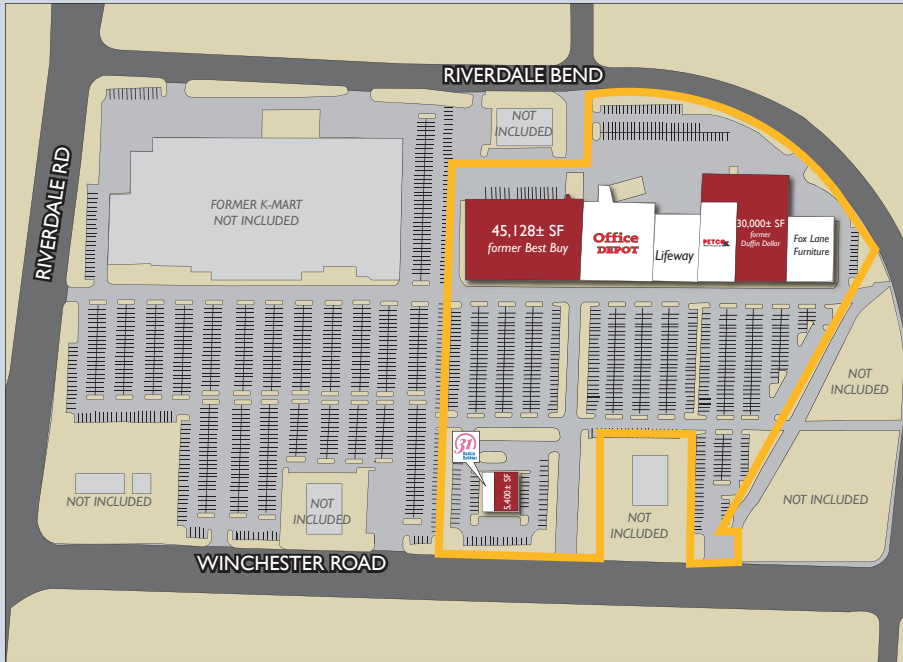 RIVERDALE BEND
NOT
INCLUDED
RIVERDALE RD
FORMER K-MART
NOT INCLUDED
45,128± SF
former Best Buy
Office
DEPOT
Lifeway
PETCO
30,000± SF
former
Duffin Dollar
Fox Lane
Furniture
NOT
INCLUDED
31
Baskin
Robbins
5,400± SF
NOT INCLUDED
NOT
INCLUDED
NOT
INCLUDED
NOT INCLUDED
WINCHESTER ROAD